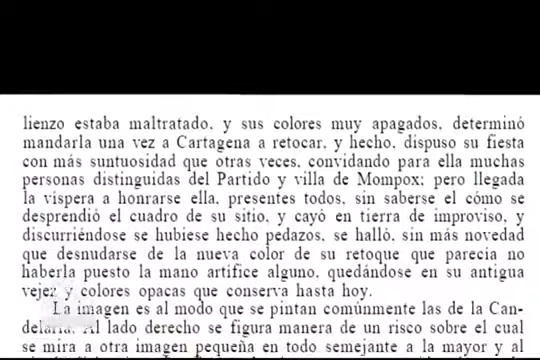 lienzo estaba maltratado, y sus colores muy apagados, determinó
mandarla una vez a Cartagena a retocar, y hecho, dispuso su fiesta
con más suntuosidad que otras veces, convidando para ella muchas
personas distinguidas del Partido y villa de Mompox; pero llegada
la víspera a honrarse ella, presentes todos, sin saberse el cómo se
desprendió el cuadro de su sitio, y cayó en tierra de improviso, y
discurriéndose se hubiese hecho pedazos, se halló, sin más novedad
que desnudarse de la nueva color de su retoque que parecía no
haberla puesto la mano artífice alguno, quedándose en su antigua
vejez y colores opacas que conserva hasta hoy.
La imagen es al modo que se pintan comúnmente las de la Can-
delaria. Al lado derecho se figura manera de un risco sobre el cual
se mira a otra imagen pequeña en todo semejante a la mayor y al